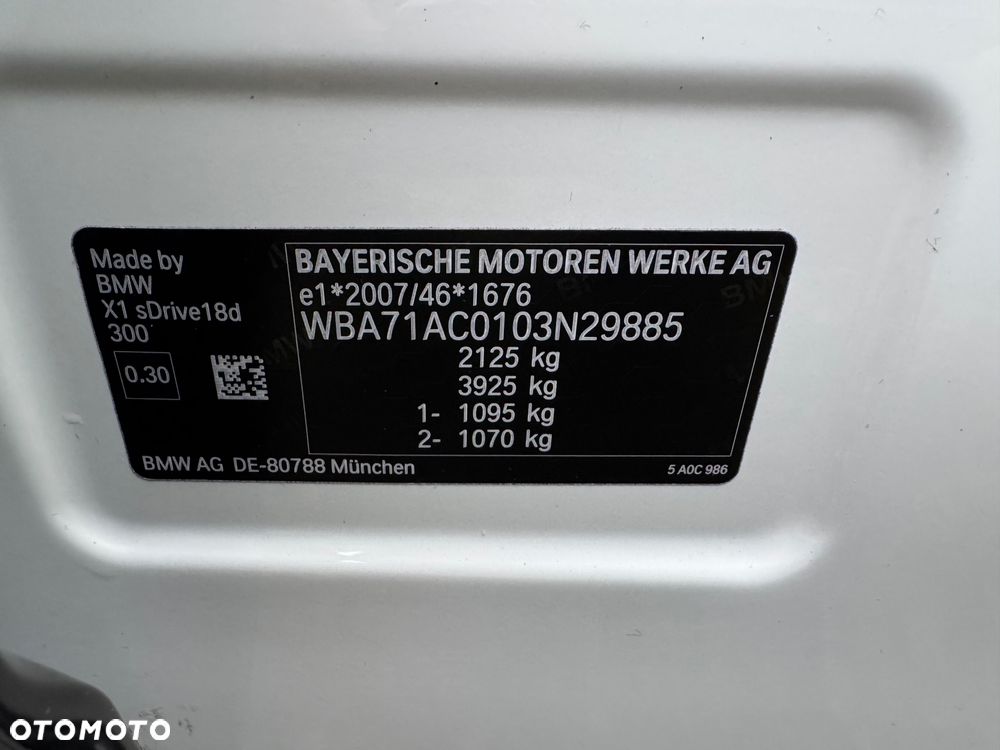 Made by
BMW
X1 sDrive18d
300
0.30
BAYERISCHE MOTOREN WERKE AG
e1*2007/46*1676
WBA71AC0103N29885
2125 kg
3925 kg
1- 1095 kg
2- 1070 kg
BMW AG DE-80788 München
5 A0C 986
OTOMOTO